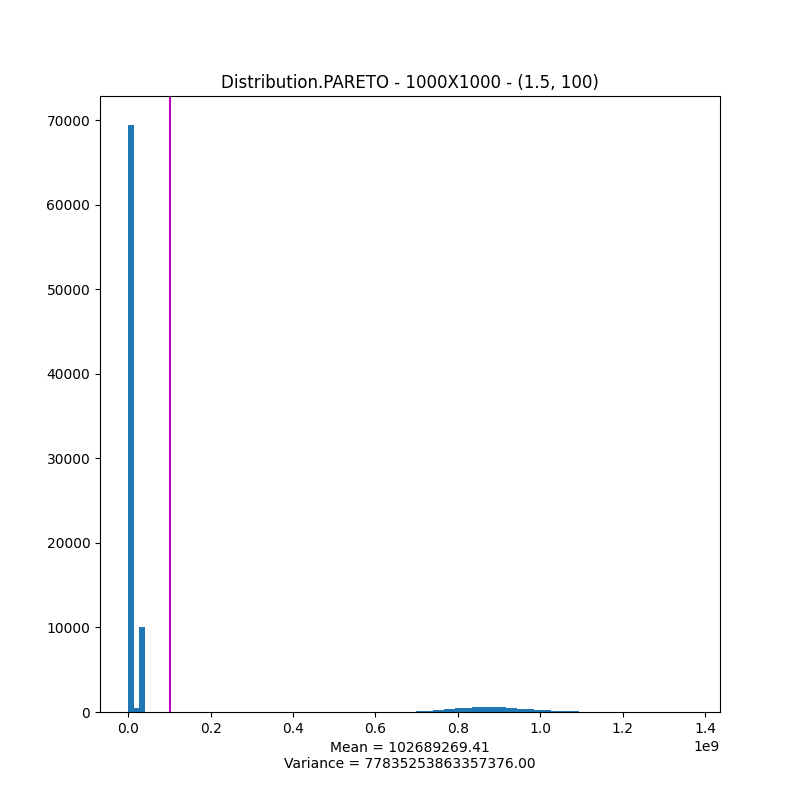 Distribution.PARETO - 1000X1000 - (1.5, 100)
70000
60000
50000
40000
30000
20000
10000
0
0.0 0.2 0.4 0.6 0.8 1.0 1.2 1.4
1e9
Mean = 102689269.41
Variance = 77835253863357376.00